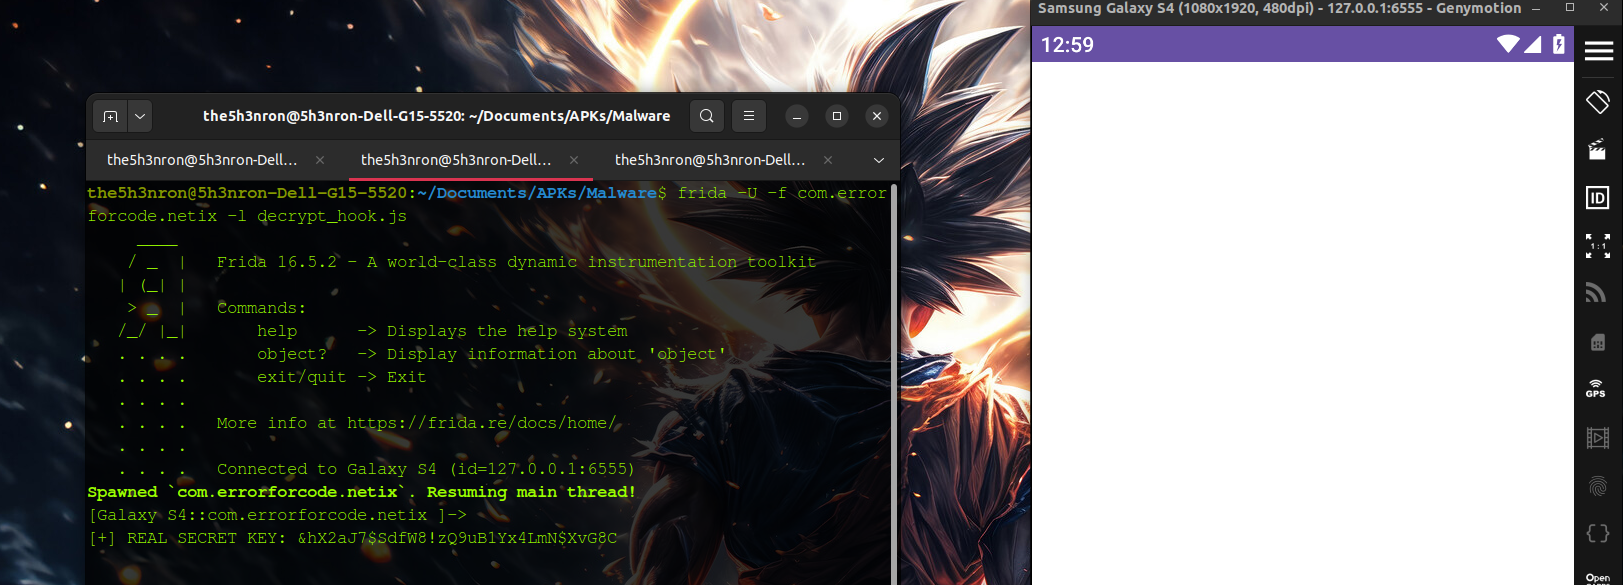 Samsung Galaxy S4 (1080x1920, 480dpi) - 127.0.0.1:6555 - Genymotion
12:59
the5h3nron@5h3nron-Dell-G15-5520: ~/Documents/APKs/Malware
the5h3nron@5h3nron-Dell...
the5h3nron@5h3nron-Dell...
the5h3nron@5h3nron-Dell...
the5h3nron@5h3nron-Dell-G15-5520:~/Documents/APKs/Malware$ frida -U -f com.error
forcode.netix -l decrypt_hook.js
Frida 16.5.2 - A world-class dynamic instrumentation toolkit
Commands:
help -> Displays the help system
object? -> Display information about 'object'
exit/quit -> Exit
More info at https://frida.re/docs/home/
Connected to Galaxy S4 (id=127.0.0.1:6555)
Spawned `com.errorforcode.netix`. Resuming main thread!
[Galaxy S4::com.errorforcode.netix ]->
[+] REAL SECRET KEY: &hX2aJ7$SdfW8!zQ9uB1Yx4LmN$XvG8C
ID
1:1
GPS
Open